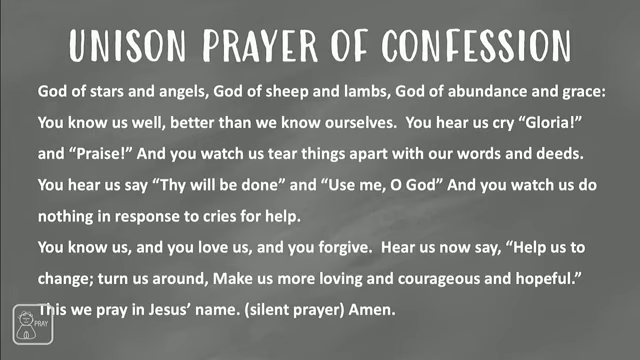 UNISON PRAYER OF CONFESSION
God of stars and angels, God of sheep and lambs, God of abundance and grace:
You know us well, better than we know ourselves.  You hear us cry “Gloria!”
and “Praise!” And you watch us tear things apart with our words and deeds.
You hear us say “Thy will be done” and “Use me, O God” And you watch us do
nothing in response to cries for help.
You know us, and you love us, and you forgive.  Hear us now say, “Help us to
change; turn us around, Make us more loving and courageous and hopeful.”
This we pray in Jesus’ name. (silent prayer) Amen.
PRAY